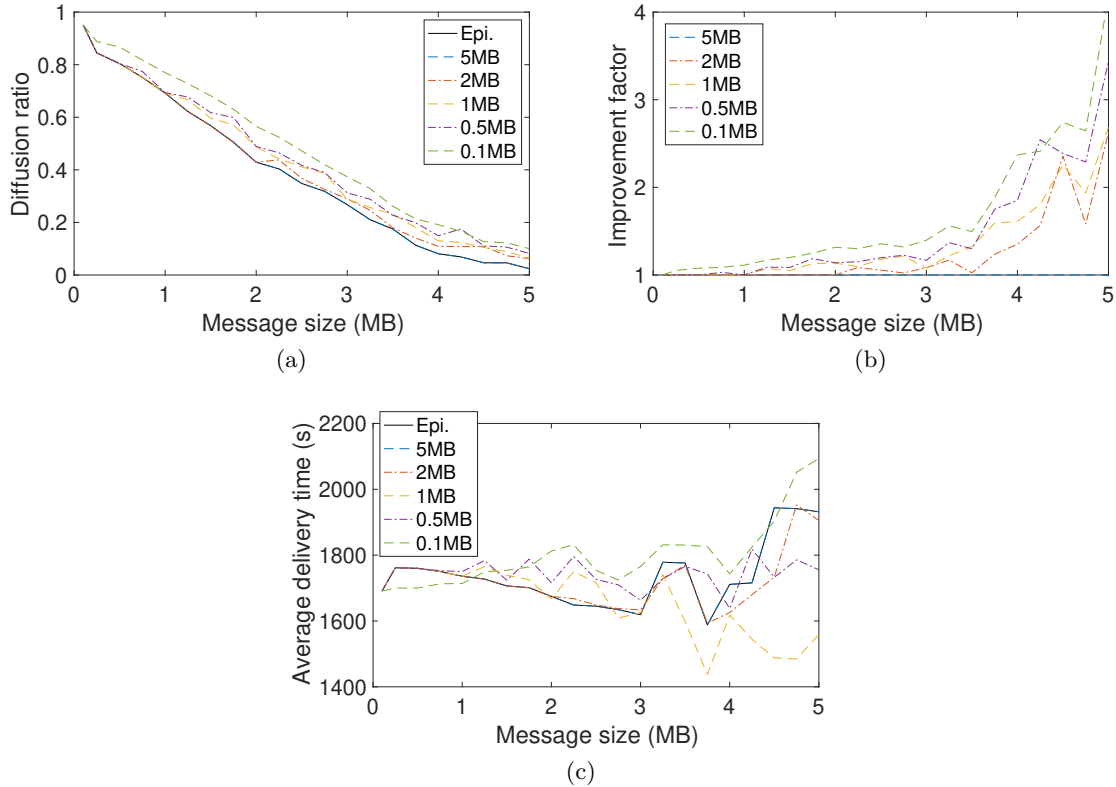 Diffusion ratio
1
0.8
0.6
0.4
0.2
0
0
1
2
3
4
5
Message size (MB)
Epi.
5MB
2MB
1MB
0.5MB
0.1MB
(a)
Improvement factor
4
3
2
1
0
1
2
3
4
5
Message size (MB)
5MB
2MB
1MB
0.5MB
0.1MB
(b)
Average delivery time (s)
2200
2000
1800
1600
1400
0
1
2
3
4
5
Message size (MB)
Epi.
5MB
2MB
1MB
0.5MB
0.1MB
(c)